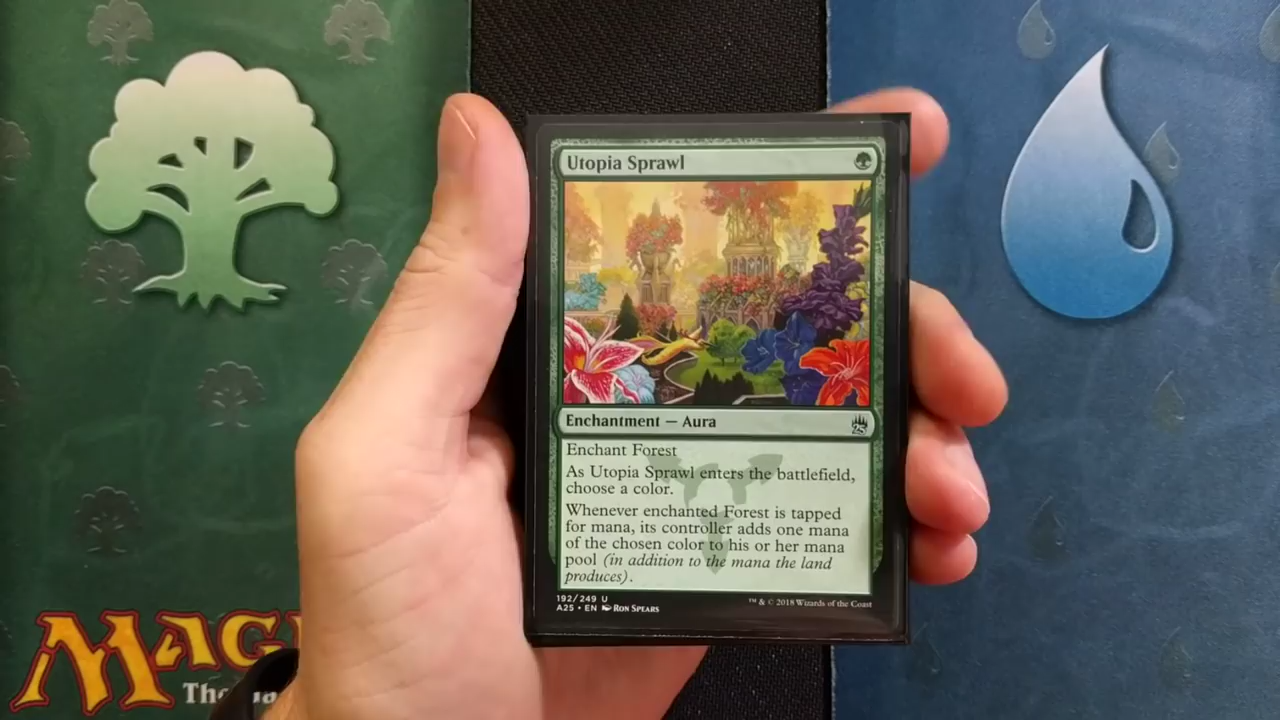 Utopia Sprawl
Enchantment — Aura
25
Enchant Forest
As Utopia Sprawl enters the battlefield,
choose a color.
Whenever enchanted Forest is tapped
for mana, its controller adds one mana
of the chosen color to his or her mana
pool (in addition to the mana the land
produces).
192/249 U
A25 • EN Ron Spears
™ & © 2018 Wizards of the Coast
Magi
The Ga